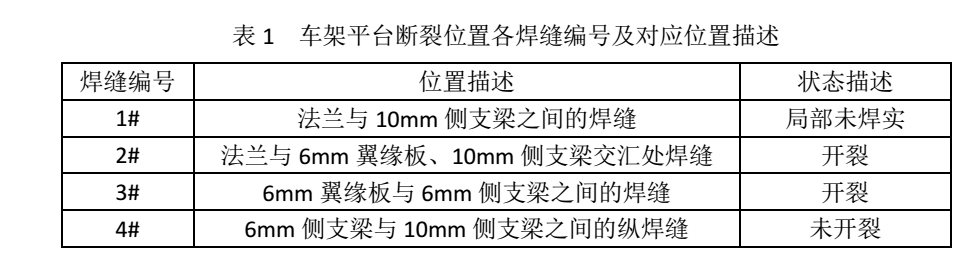 表 1 车架平台断裂位置各焊缝编号及对应位置描述
焊缝编号 位置描述 状态描述
1# 法兰与 10mm 侧支梁之间的焊缝 局部未焊实
2# 法兰与 6mm 翼缘板、10mm 侧支梁交汇处焊缝 开裂
3# 6mm 翼缘板与 6mm 侧支梁之间的焊缝 开裂
4# 6mm 侧支梁与 10mm 侧支梁之间的纵焊缝 未开裂